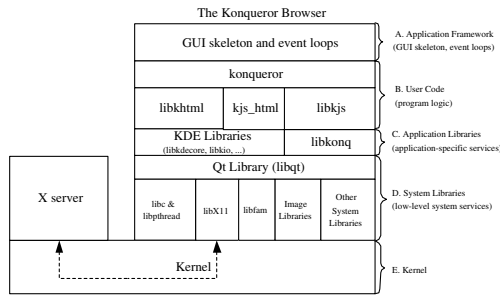 The Konqueror Browser
GUI skeleton and event loops
A. Application Framework
(GUI skeleton, event loops)
konqueror
libkhtml
kjs_html
libkjs
B. User Code
(program logic)
KDE Libraries
(libkdecore, libkio, ...)
libkonq
C. Application Libraries
(application-specific services)
Qt Library (libqt)
X server
libc &
libpthread
libX11
libfam
Image
Libraries
Other
System
Libraries
D. System Libraries
(low-level system services)
Kernel
E. Kernel